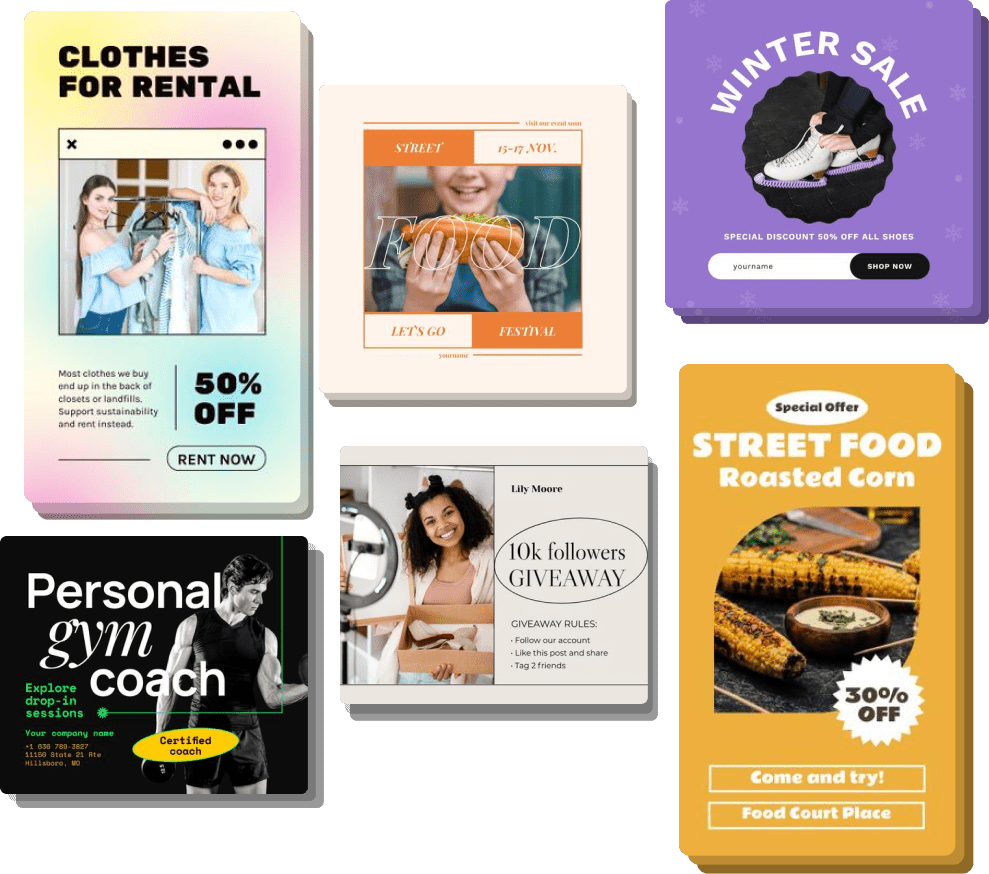 CLOTHES
FOR RENTAL
Most clothes we buy
end up in the back of
closets or landfills.
Support sustainability
and rent instead.
50%
OFF
RENT NOW
visit our event soon
STREET
15-17 NOV.
FOOD
LET'S GO
FESTIVAL
yourname
WINTER SALE
SPECIAL DISCOUNT 50% OFF ALL SHOES
yourname
SHOP NOW
Personal
gym
coach
Explore
drop-in
sessions
Your company name
+1 630 789-3827
11150 State 21 Rte
Hillsboro, MO
Certified
coach
Lily Moore
10k followers
GIVEAWAY
GIVEAWAY RULES:
· Follow our account
· Like this post and share
· Tag 2 friends
Special Offer
STREET FOOD
Roasted Corn
30%
OFF
Come and try!
Food Court Place